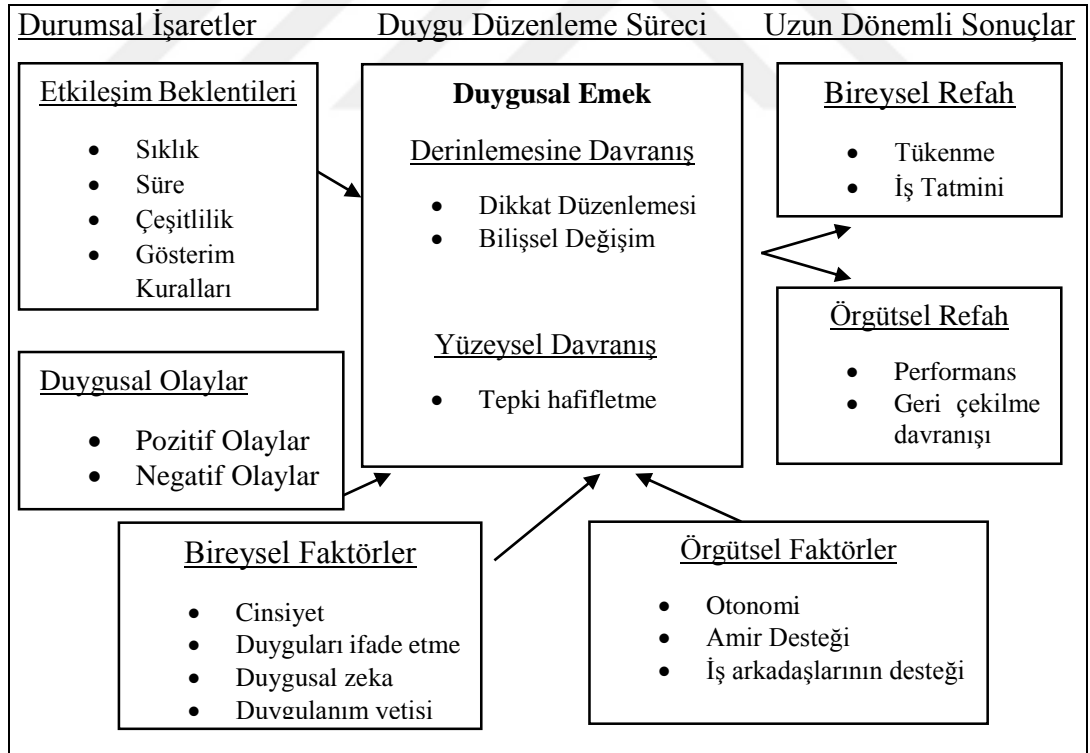 Durumsal İşaretler Duygu Düzenleme Süreci Uzun Dönemli Sonuçlar
Etkileşim Beklentileri
• Sıklık
• Süre
• Çeşitlilik
• Gösterim
Kuralları
Duygusal Olaylar
• Pozitif Olaylar
• Negatif Olaylar
Duygusal Emek
Derinlemesine Davranış
• Dikkat Düzenlemesi
• Bilişsel Değişim
Yüzeysel Davranış
• Tepki hafifletme
Bireysel Refah
• Tükenme
• İş Tatmini
Örgütsel Refah
• Performans
• Geri çekilme
davranışı
Bireysel Faktörler
• Cinsiyet
• Duyguları ifade etme
• Duygusal zeka
• Duygulanım yetisi
Örgütsel Faktörler
• Otonomi
• Amir Desteği
• İş arkadaşlarının desteği